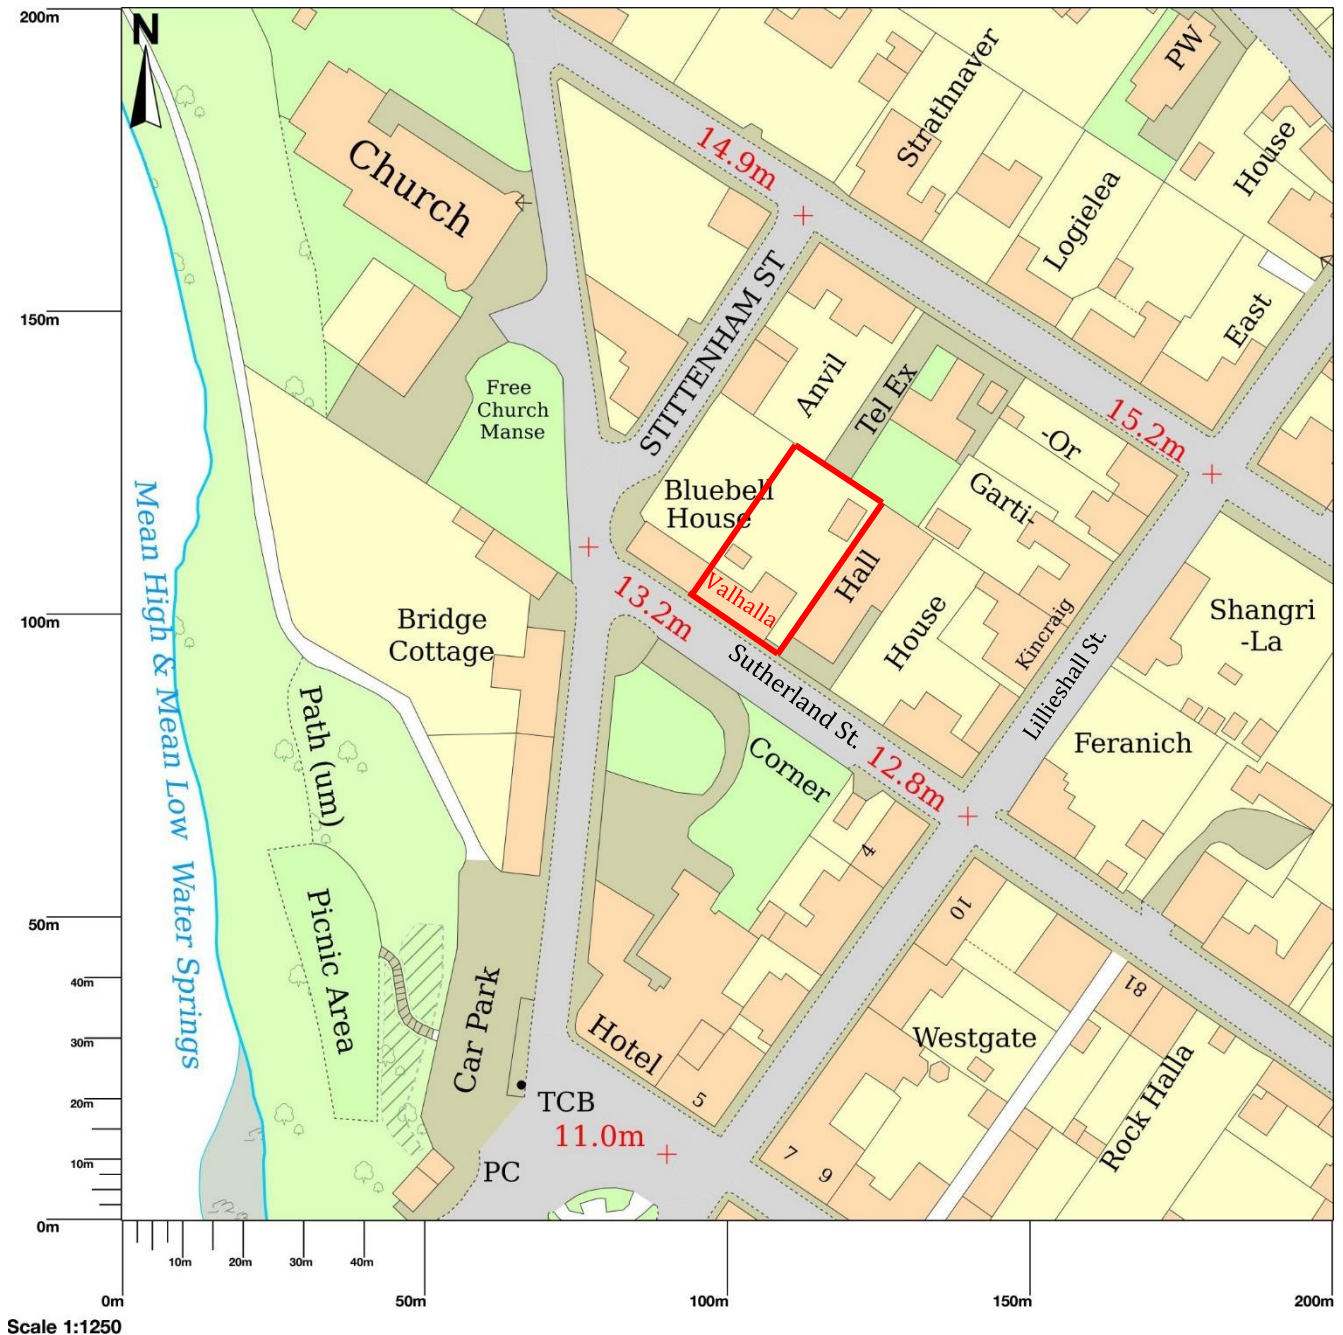 200m
N
Strathnaver
PW
14.9m
Church
House
Logielea
150m
East
STITTENHAM ST
Anvil
Tel Ex
Free
Church
Manse
15.2m
-Or
Garti-
Bluebell
House
Mean High & Mean Low Water Springs
Hall
Valhalla
13.2m
100m
Bridge
Cottage
House
Kincraig
Shangri
-La
Sutherland St.
Lillieshall St.
Path (um)
Corner
12.8m
Feranich
4
Picnic Area
50m
10
40m
Car Park
81
30m
Hotel
Westgate
Rock Halla
20m
TCB
5
11.0m
10m
PC
7
9
0m
10m
20m
30m
40m
0m
50m
100m
150m
200m
Scale 1:1250